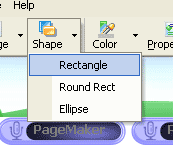 Help
ge Shape Color Prope
Rectangle
Round Rect
Ellipse
PageMaker P